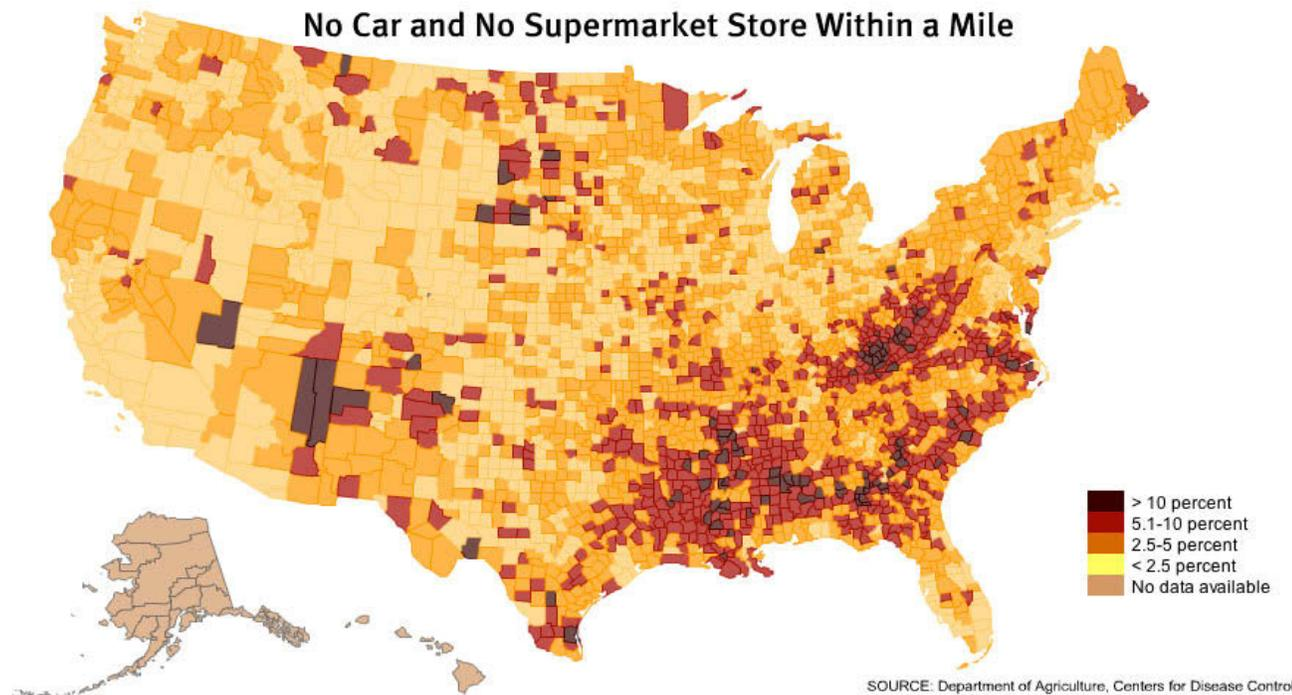 No Car and No Supermarket Store Within a Mile
> 10 percent
5.1-10 percent
2.5-5 percent
< 2.5 percent
No data available
SOURCE: Department of Agriculture, Centers for Disease Control